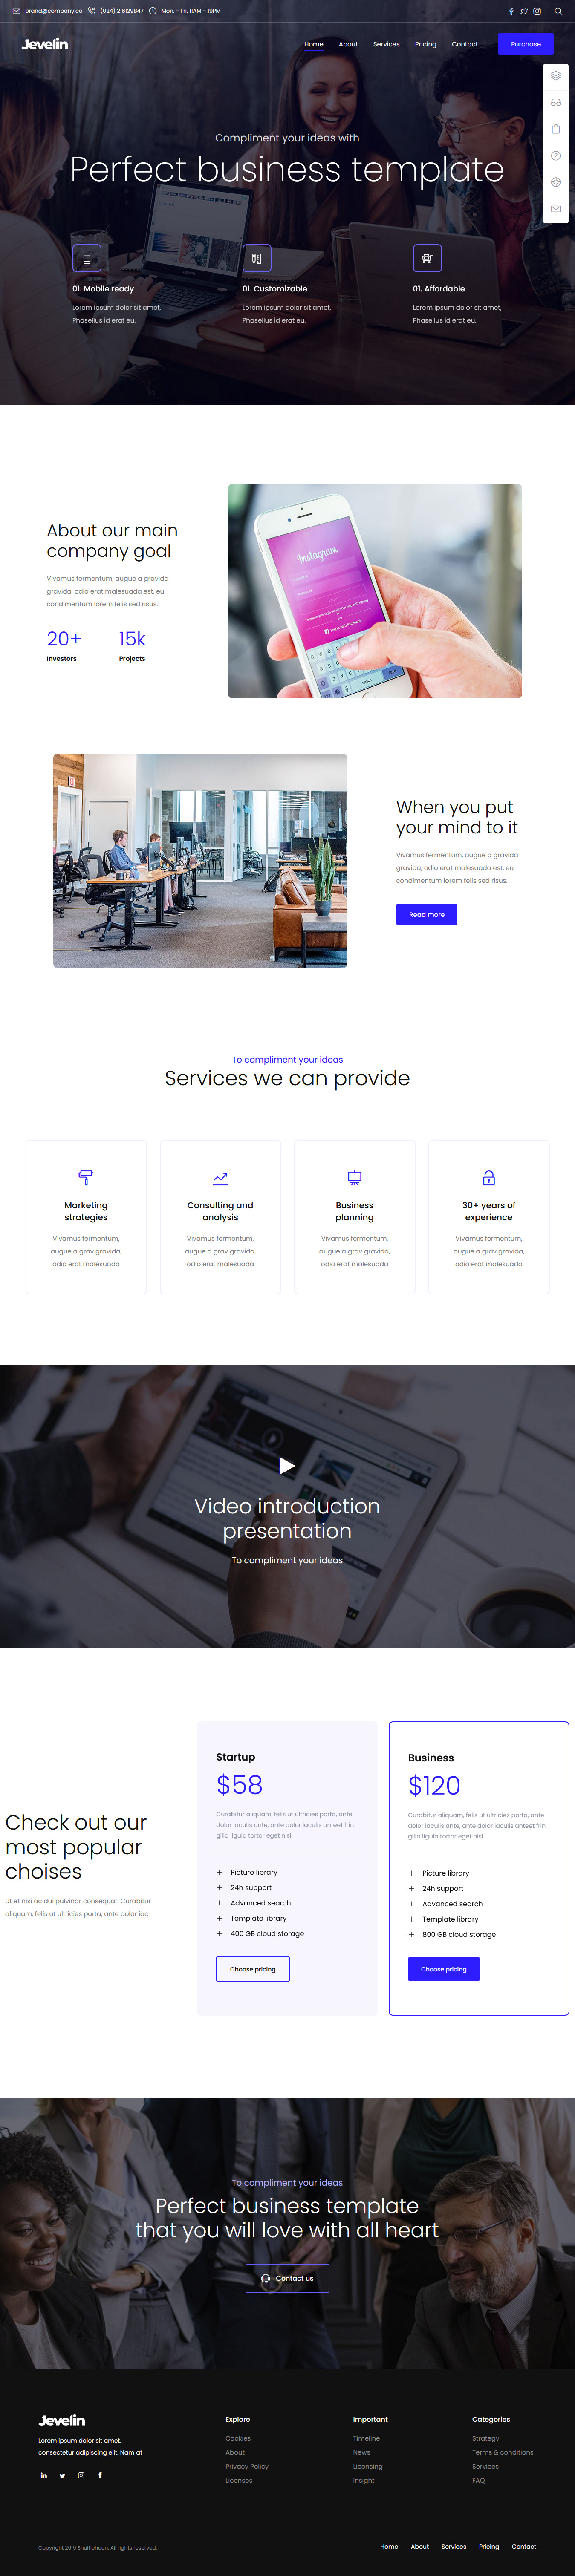 brand@company.co (024) 2 6129847 Mon. - Fri. 11AM - 19PM
Jevelin
Home About Services Pricing Contact Purchase
Compliment your ideas with
Perfect business template
01. Mobile ready
Lorem ipsum dolor sit amet,
Phasellus id erat eu.
01. Customizable
Lorem ipsum dolor sit amet,
Phasellus id erat eu.
01. Affordable
Lorem ipsum dolor sit amet,
Phasellus id erat eu.
About our main
company goal
Vivamus fermentum, augue a gravida
gravida, odio erat malesuada est, eu
condimentum lorem felis sed risus.
20+
Investors
15k
Projects
Instagram
When you put
your mind to it
Vivamus fermentum, augue a gravida
gravida, odio erat malesuada est, eu
condimentum lorem felis sed risus.
Read more
To compliment your ideas
Services we can provide
Marketing
strategies
Vivamus fermentum,
augue a grav gravida,
odio erat malesuada
Consulting and
analysis
Vivamus fermentum,
augue a grav gravida,
odio erat malesuada
Business
planning
Vivamus fermentum,
augue a grav gravida,
odio erat malesuada
30+ years of
experience
Vivamus fermentum,
augue a grav gravida,
odio erat malesuada
Video introduction
presentation
To compliment your ideas
Check out our
most popular
choises
Ut et nisi ac dui pulvinar consequat. Curabitur
aliquam, felis ut ultricies porta, ante dolor iac
Startup
$58
Curabitur aliquam, felis ut ultricies porta, ante
dolor iaculis ante, ante dolor iaculis anteet frin
gilla ligula tortor eget nisi.
Picture library
24h support
Advanced search
Template library
400 GB cloud storage
Choose pricing
Business
$120
Curabitur aliquam, felis ut ultricies porta, ante
dolor iaculis ante, ante dolor iaculis anteet frin
gilla ligula tortor eget nisi.
Picture library
24h support
Advanced search
Template library
800 GB cloud storage
Choose pricing
To compliment your ideas
Perfect business template
that you will love with all heart
Contact us
Jevelin
Lorem ipsum dolor sit amet,
consectetur adipiscing elit. Nam at
Explore
Cookies
About
Privacy Policy
Licenses
Important
Timeline
News
Licensing
Insight
Categories
Strategy
Terms & conditions
Services
FAQ
Copyright 2019 Shufflehoun. All rights reserved.
Home About Services Pricing Contact